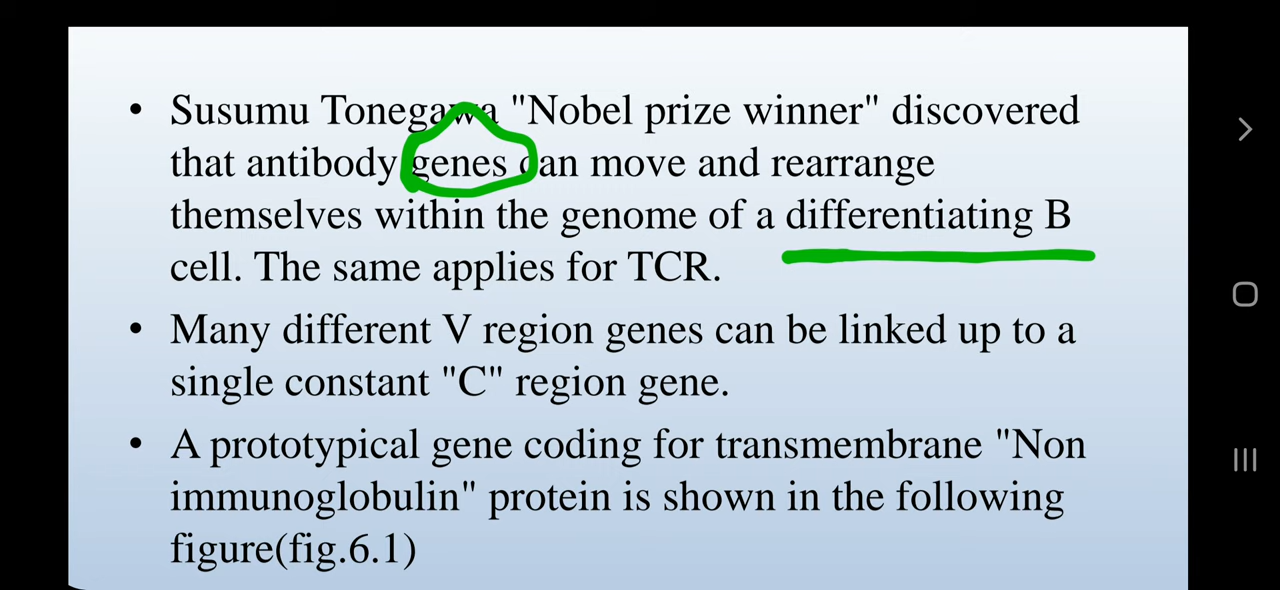 • Susumu Tonegawa "Nobel prize winner" discovered
that antibody genes can move and rearrange
themselves within the genome of a differentiating B
cell. The same applies for TCR.
• Many different V region genes can be linked up to a
single constant "C" region gene.
• A prototypical gene coding for transmembrane "Non
immunoglobulin" protein is shown in the following
figure(fig.6.1)